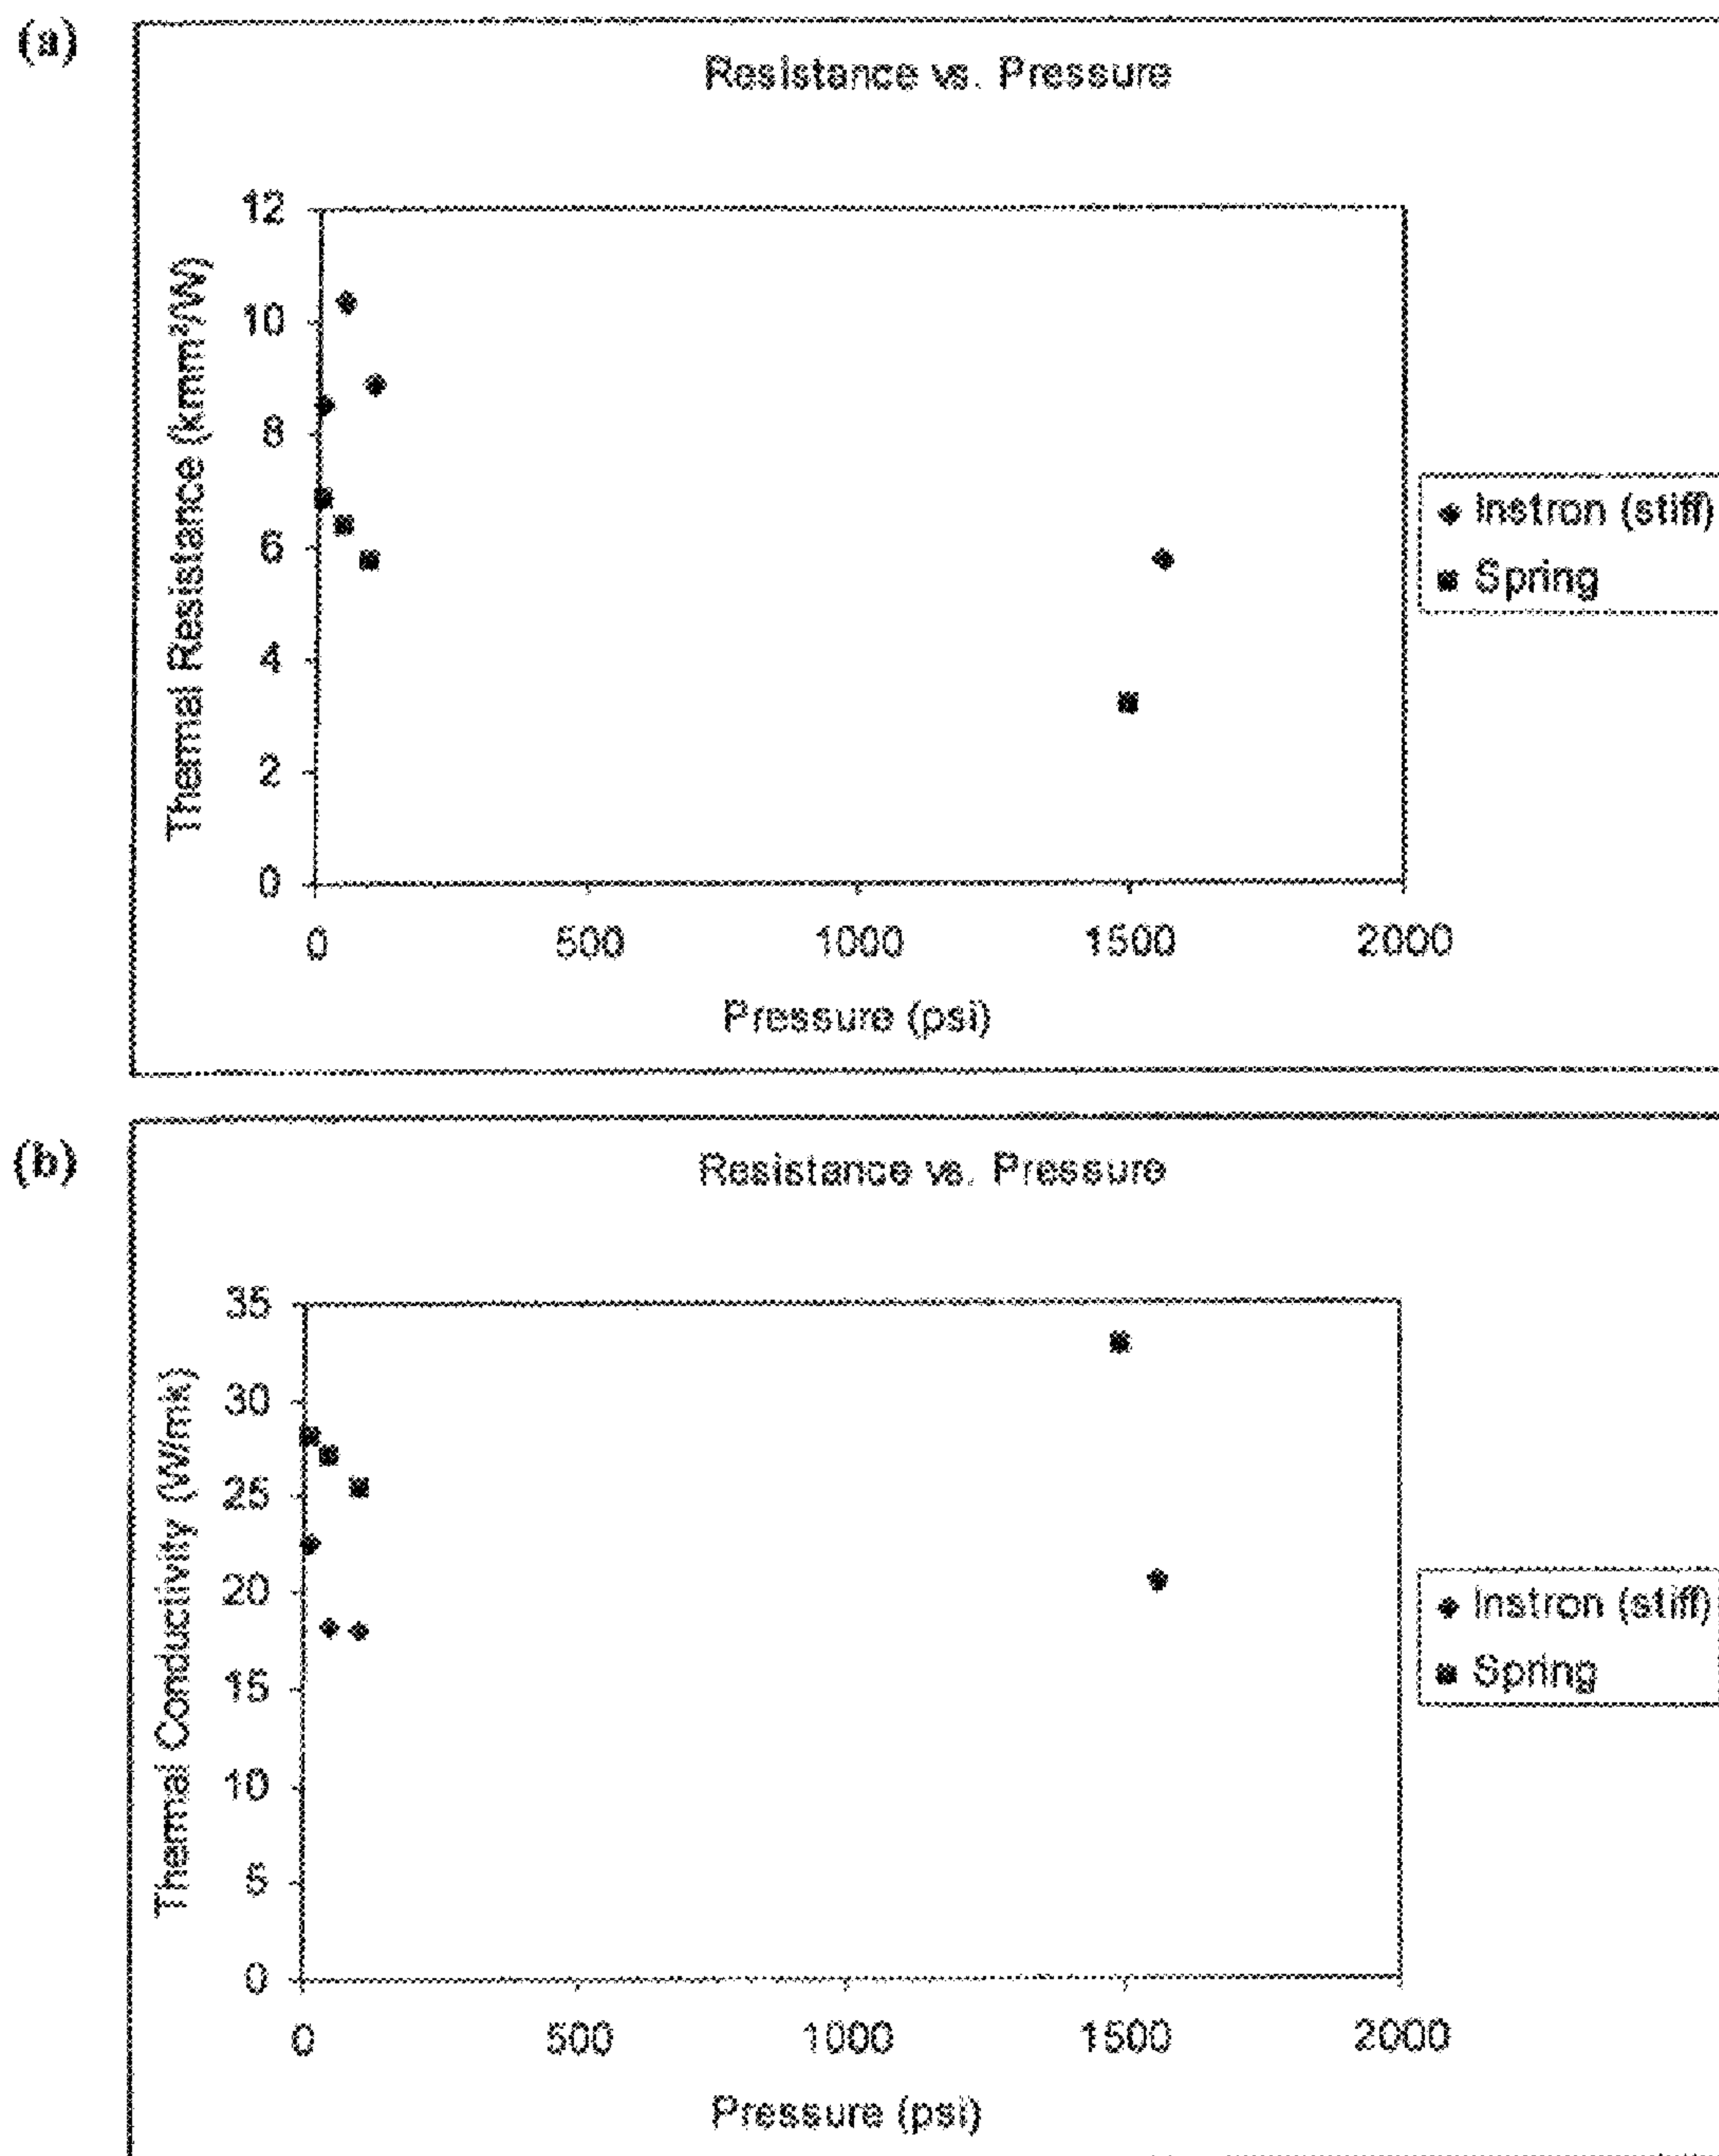 (a)
Resistance vs. Pressure
12
10
8
6
4
2
0
Thermal Resistance (kmm²/W)
0 500 1000 1500 2000
Pressure (psi)
Instron (stiff)
Spring
(b)
Resistance vs. Pressure
35
30
25
20
15
10
5
0
Thermal Conductivity (W/mk)
0 500 1000 1500 2000
Pressure (psi)
Instron (stiff)
Spring